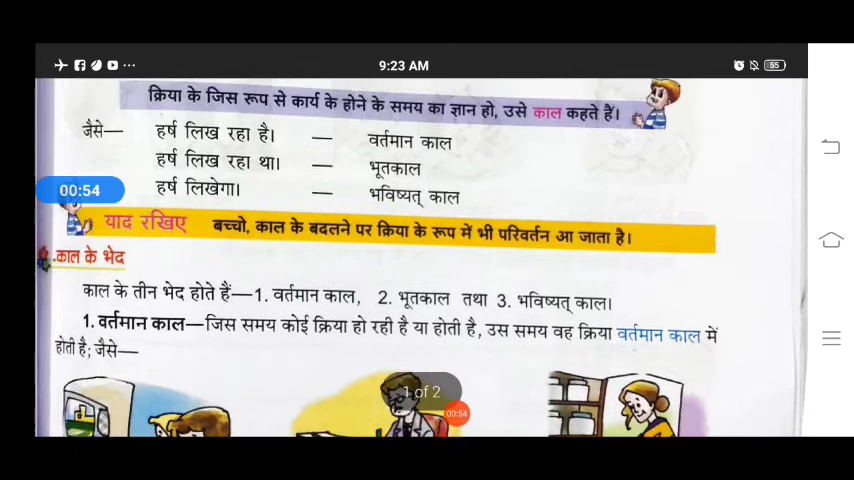 9:23 AM
55
क्रिया के जिस रूप से कार्य के होने के समय का ज्ञान हो, उसे काल कहते हैं।
जैसे— हर्ष लिख रहा है। — वर्तमान काल
हर्ष लिख रहा था। — भूतकाल
00:54
हर्ष लिखेगा। — भविष्यत् काल
याद रखिए बच्चो, काल के बदलने पर क्रिया के रूप में भी परिवर्तन आ जाता है।
काल के भेद
काल के तीन भेद होते हैं—1. वर्तमान काल, 2. भूतकाल तथा 3. भविष्यत् काल।
1. वर्तमान काल—जिस समय कोई क्रिया हो रही है या होती है, उस समय वह क्रिया वर्तमान काल में
होती है; जैसे—
1 of 2
00:54